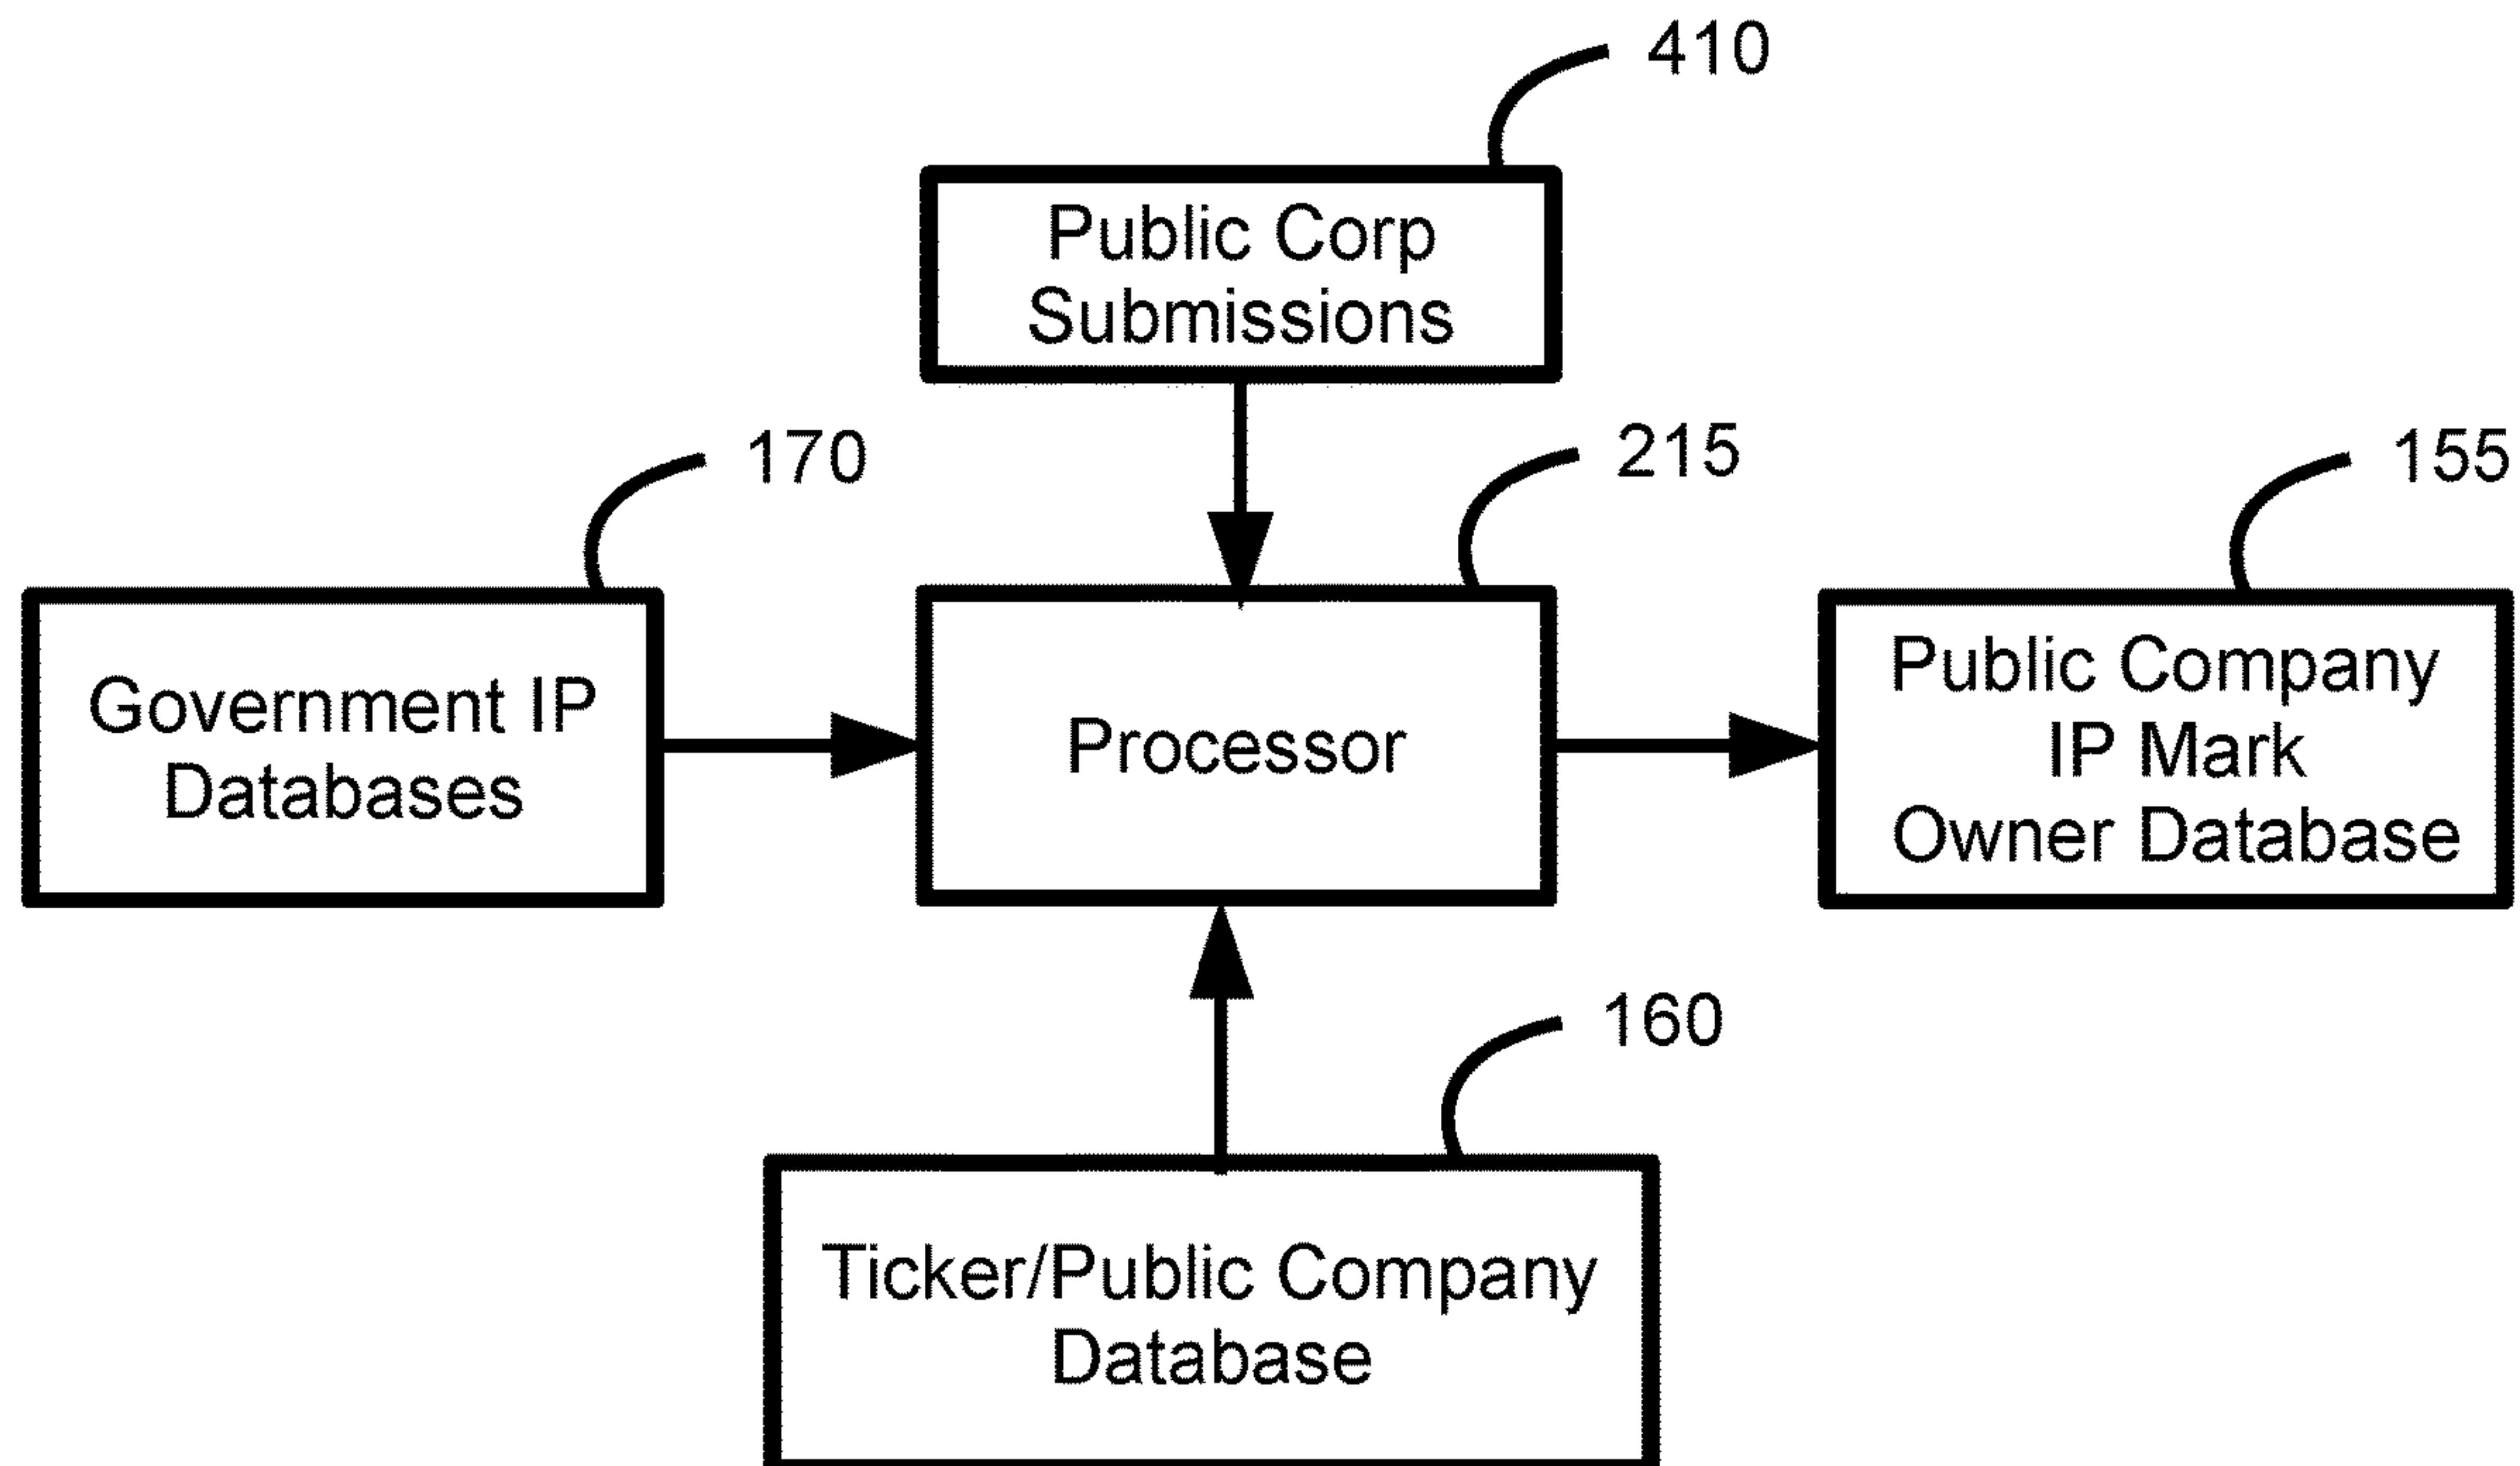 410
Public Corp
Submissions
170
215
155
Government IP
Databases
Processor
Public Company
IP Mark
Owner Database
160
Ticker/Public Company
Database